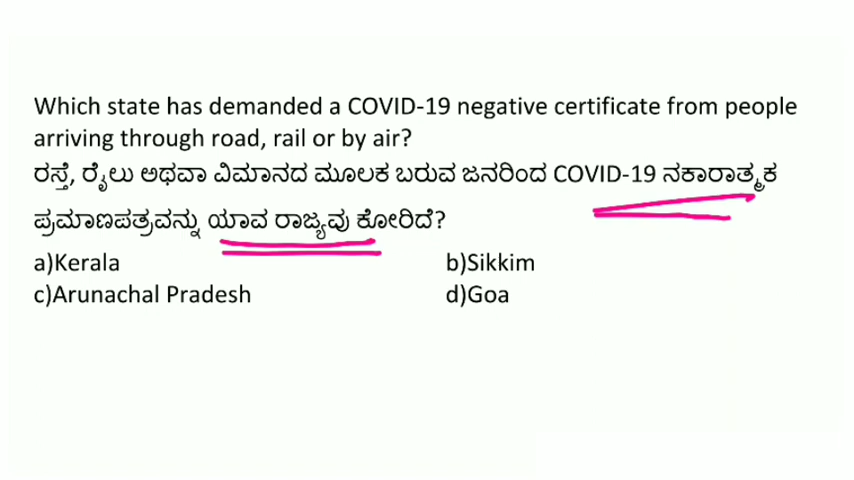 Which state has demanded a COVID-19 negative certificate from people
arriving through road, rail or by air?
ರಸ್ತೆ, ರೈಲು ಅಥವಾ ವಿಮಾನದ ಮೂಲಕ ಬರುವ ಜನರಿಂದ COVID-19 ನಕಾರಾತ್ಮಕ
ಪ್ರಮಾಣಪತ್ರವನ್ನು ಯಾವ ರಾಜ್ಯವು ಕೋರಿದೆ?
a)Kerala b)Sikkim
c)Arunachal Pradesh d)Goa